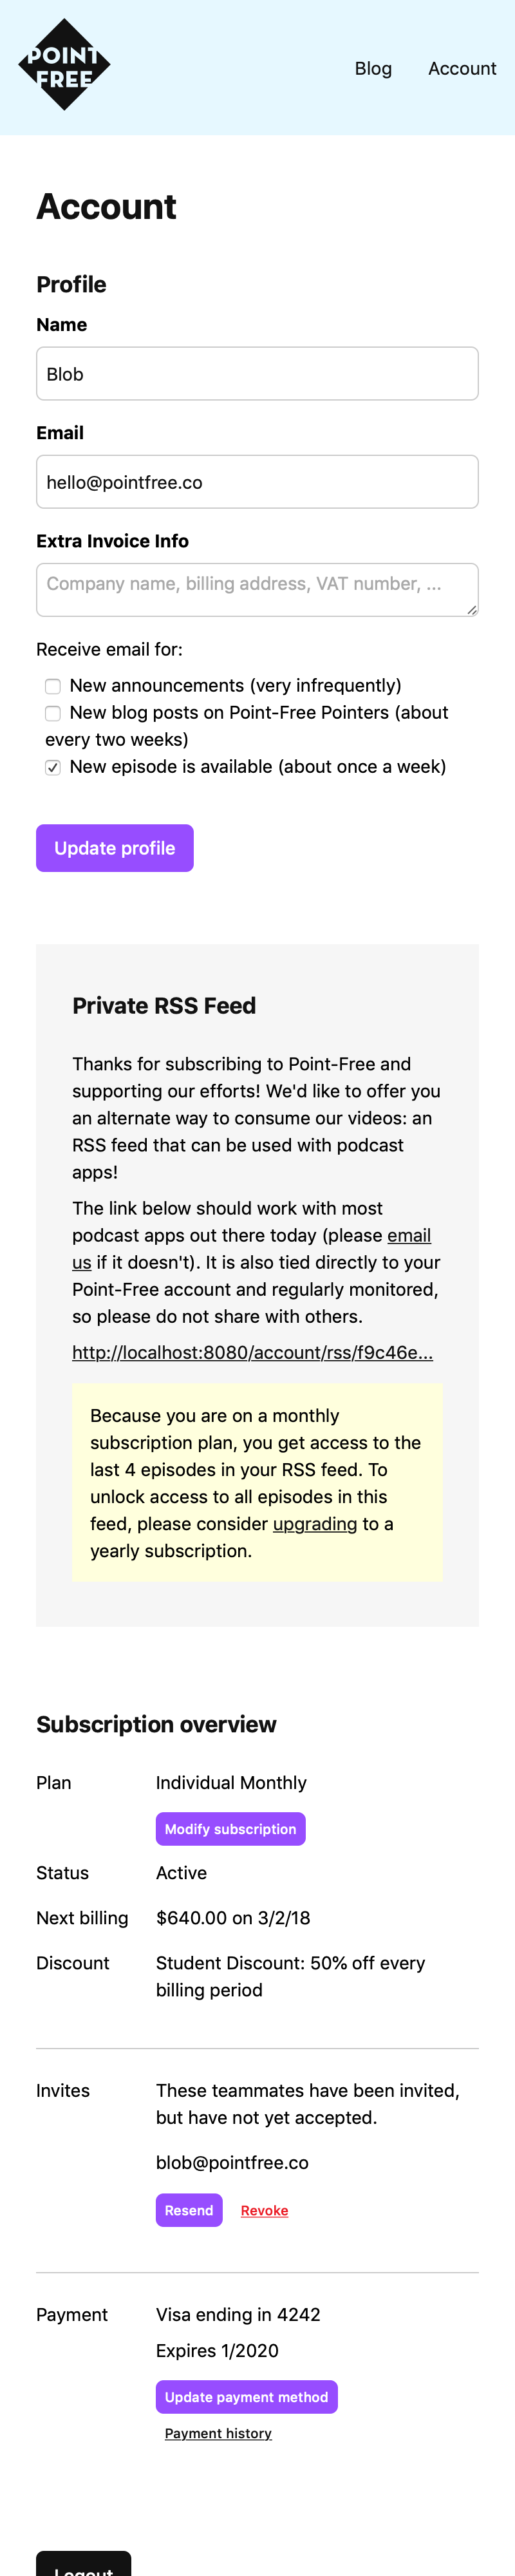 POINT
FREE
Blog
Account
Account
Profile
Name
Blob
Email
hello@pointfree.co
Extra Invoice Info
Company name, billing address, VAT number, ...
Receive email for:
New announcements (very infrequently)
New blog posts on Point-Free Pointers (about
every two weeks)
New episode is available (about once a week)
Update profile
Private RSS Feed
Thanks for subscribing to Point-Free and
supporting our efforts! We'd like to offer you
an alternate way to consume our videos: an
RSS feed that can be used with podcast
apps!
The link below should work with most
podcast apps out there today (please email
us if it doesn't). It is also tied directly to your
Point-Free account and regularly monitored,
so please do not share with others.
http://localhost:8080/account/rss/f9c46e...
Because you are on a monthly
subscription plan, you get access to the
last 4 episodes in your RSS feed. To
unlock access to all episodes in this
feed, please consider upgrading to a
yearly subscription.
Subscription overview
Plan
Individual Monthly
Modify subscription
Status
Active
Next billing
$640.00 on 3/2/18
Discount
Student Discount: 50% off every
billing period
Invites
These teammates have been invited,
but have not yet accepted.
blob@pointfree.co
Resend
Revoke
Payment
Visa ending in 4242
Expires 1/2020
Update payment method
Payment history
Logout